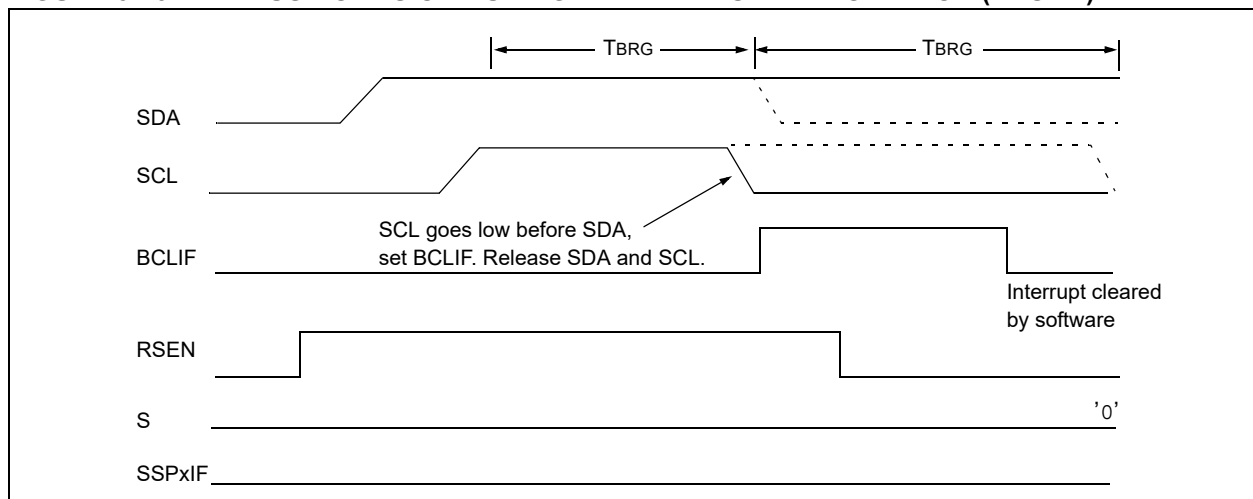 TBRG TBRG
SDA
SCL
SCL goes low before SDA,
set BCLIF. Release SDA and SCL.
BCLIF
Interrupt cleared
by software
RSEN
S
’0’
SSPxIF